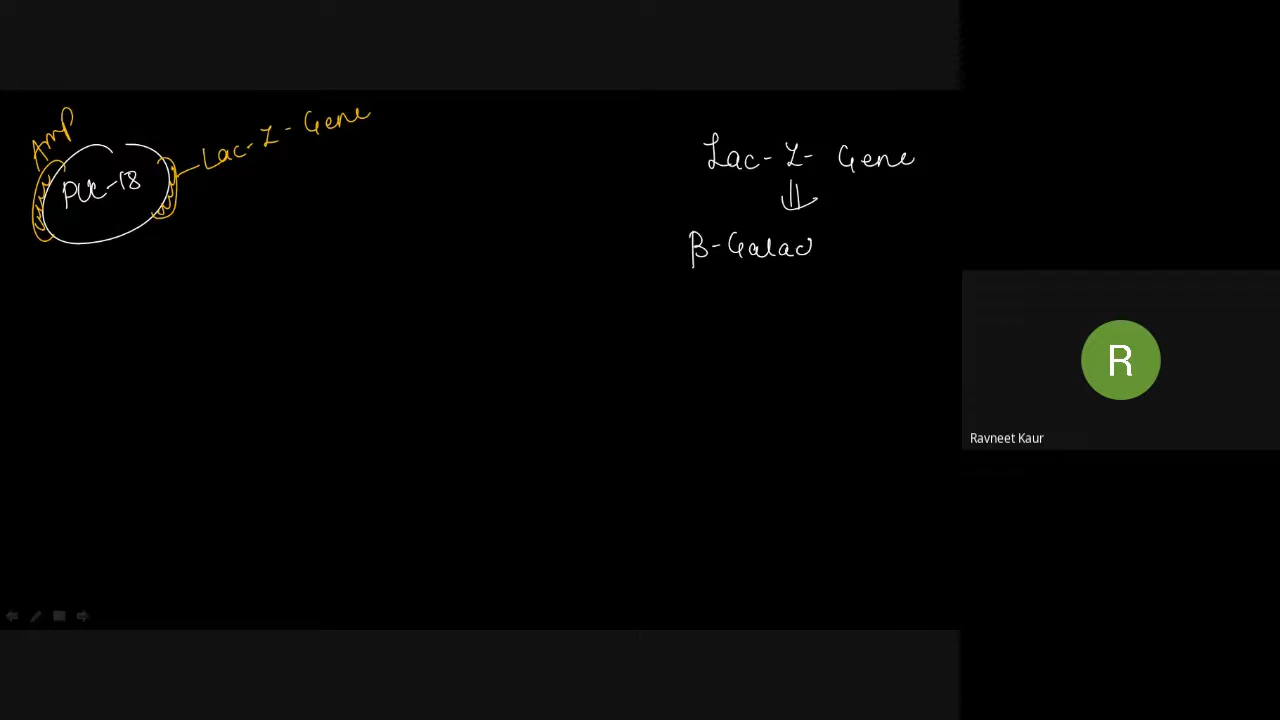 Amp
PUC-18
Lac-Z-Gene
Lac-Z- Gene
β-Galac
R
Ravneet Kaur